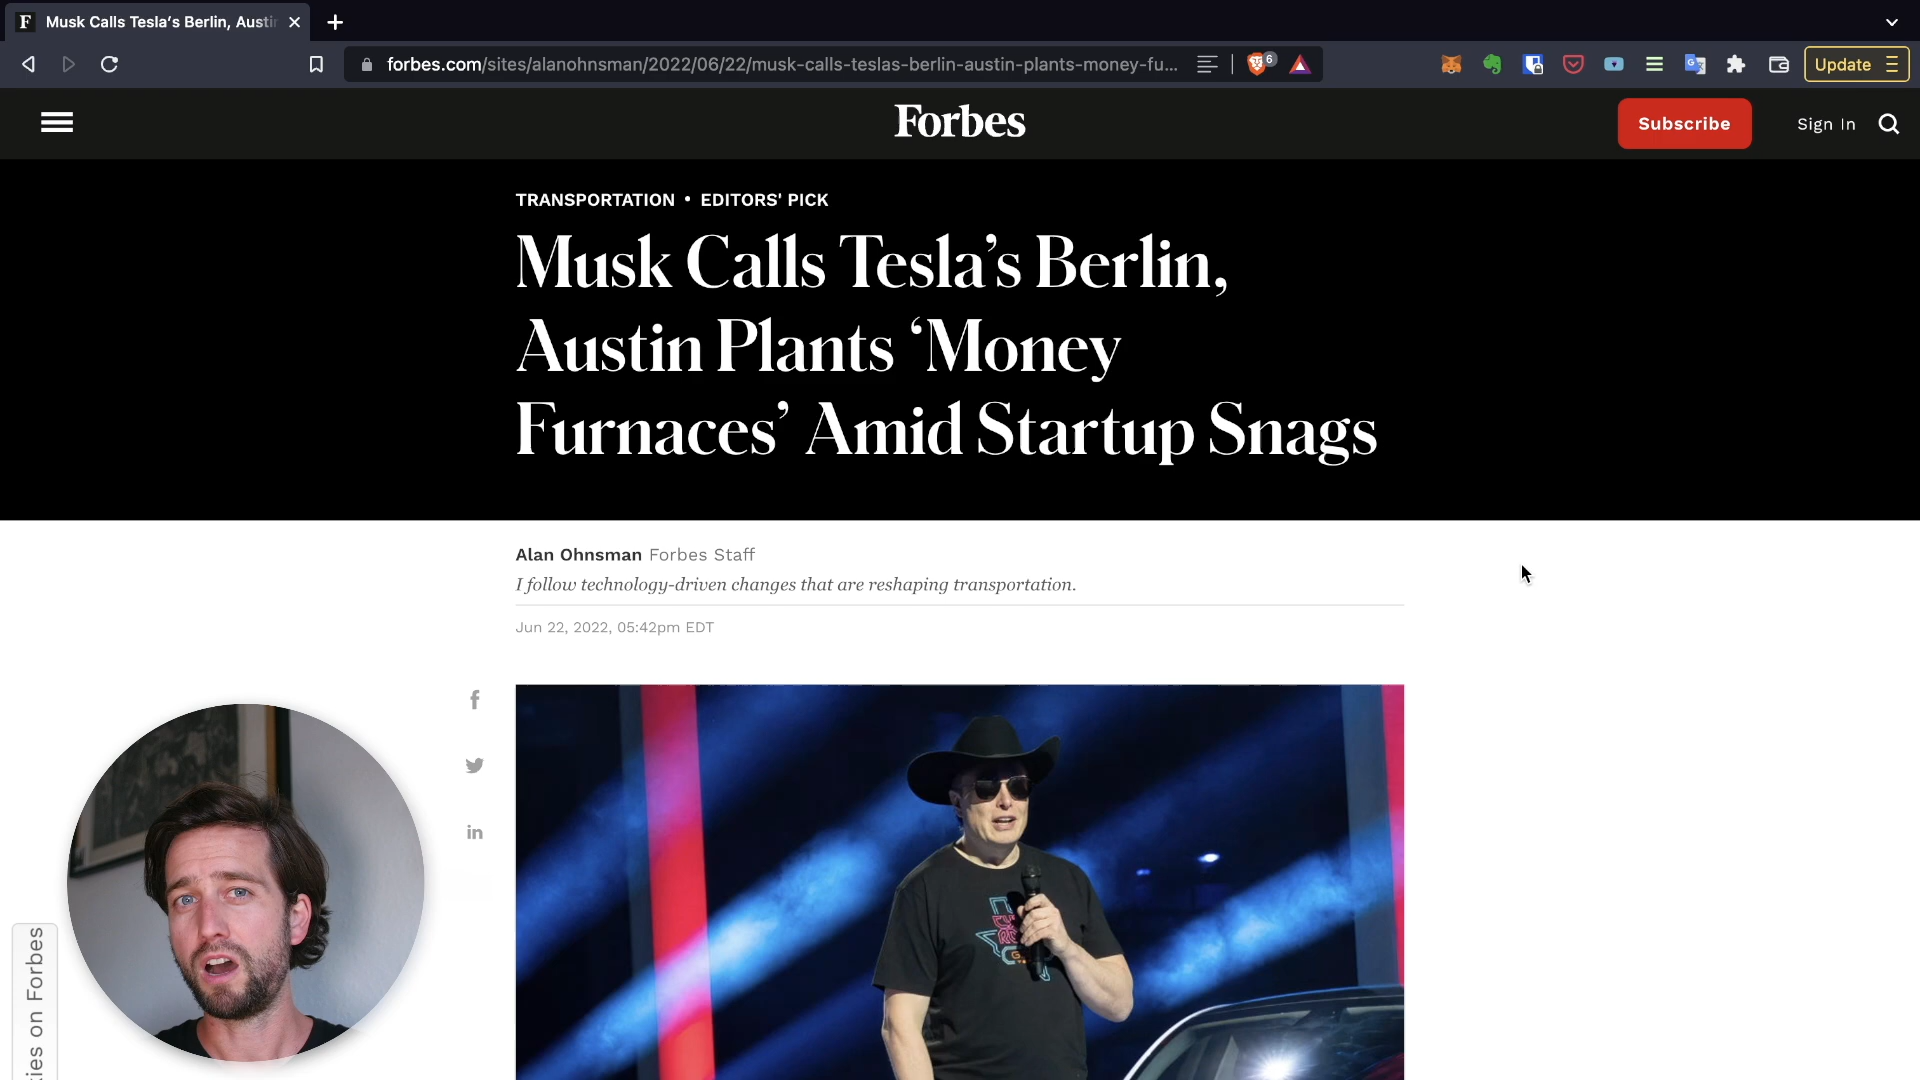 Musk Calls Tesla's Berlin, Austin
forbes.com/sites/alanohnsman/2022/06/22/musk-calls-teslas-berlin-austin-plants-money-fu...
6
Update
Forbes
Subscribe
Sign In
TRANSPORTATION • EDITORS' PICK
Musk Calls Tesla’s Berlin,
Austin Plants ‘Money
Furnaces’ Amid Startup Snags
Alan Ohnsman Forbes Staff
I follow technology-driven changes that are reshaping transportation.
Jun 22, 2022, 05:42pm EDT
on Forbes